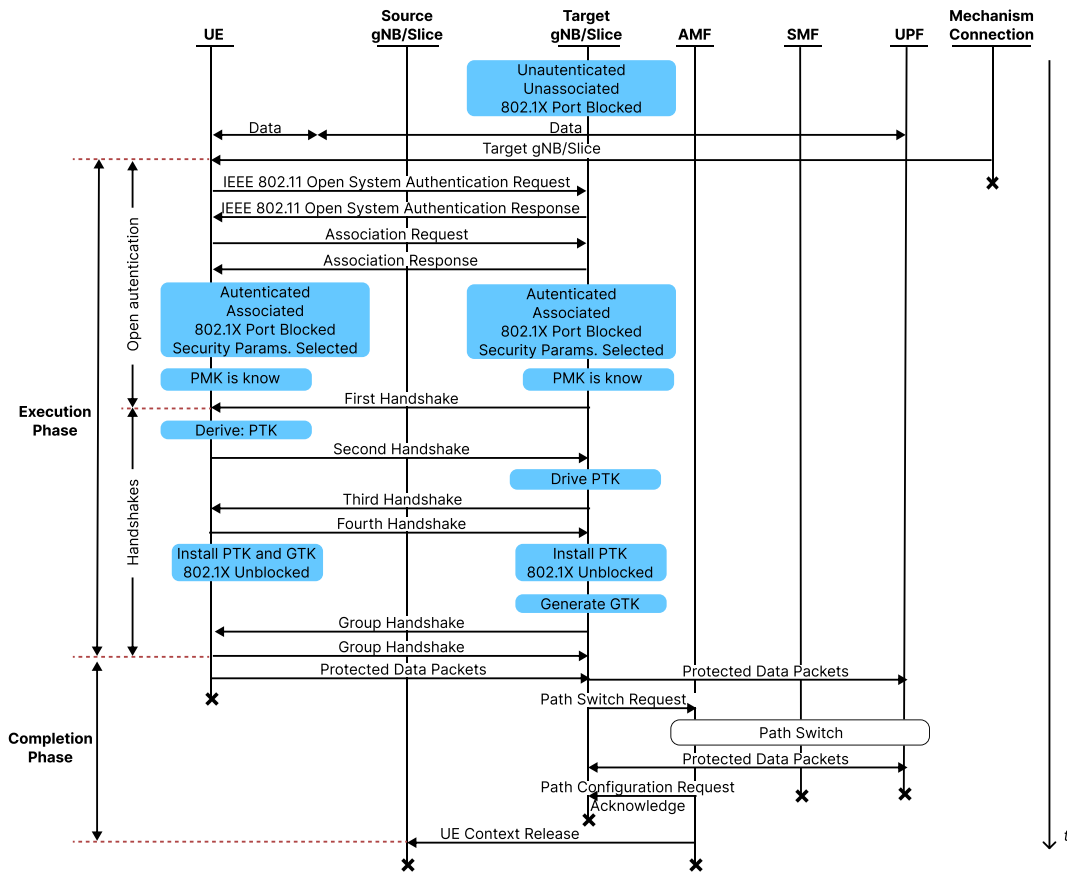 Source
gNB/Slice
Target
gNB/Slice
Mechanism
Connection
UE
AMF
SMF
UPF
Unautenticated
Unassociated
802.1X Port Blocked
Data
Data
Target gNB/Slice
IEEE 802.11 Open System Authentication Request
IEEE 802.11 Open System Authentication Response
Association Request
Association Response
Open autentication
Autenticated
Associated
802.1X Port Blocked
Security Params. Selected
Autenticated
Associated
802.1X Port Blocked
Security Params. Selected
PMK is know
PMK is know
First Handshake
Execution
Phase
Derive: PTK
Second Handshake
Drive PTK
Handshakes
Third Handshake
Fourth Handshake
Install PTK and GTK
802.1X Unblocked
Install PTK
802.1X Unblocked
Generate GTK
Group Handshake
Group Handshake
Protected Data Packets
Protected Data Packets
Path Switch Request
Completion
Phase
Path Switch
Protected Data Packets
Path Configuration Request
Acknowledge
UE Context Release
t